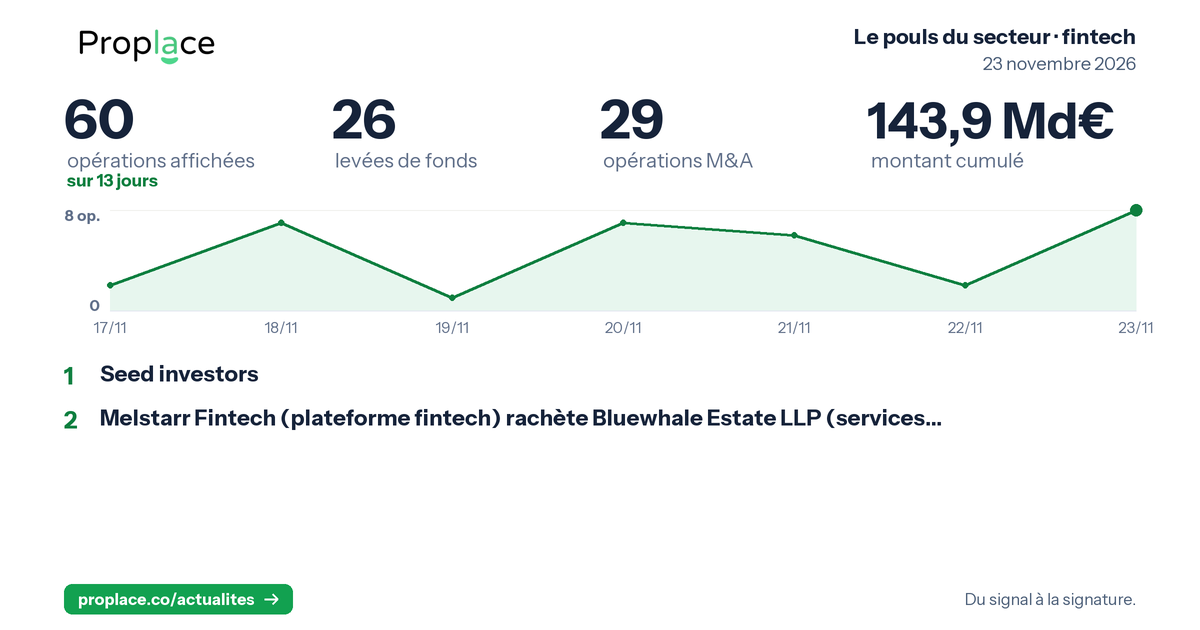 Proplace
Le pouls du secteur · fintech
23 novembre 2026
60
opérations affichées
sur 13 jours
26
levées de fonds
29
opérations M&A
143,9 Md€
montant cumulé
8 op.
0
17/11
18/11
19/11
20/11
21/11
22/11
23/11
1 Seed investors
2 Melstarr Fintech (plateforme fintech) rachète Bluewhale Estate LLP (services...
proplace.co/actualites →
Du signal à la signature.